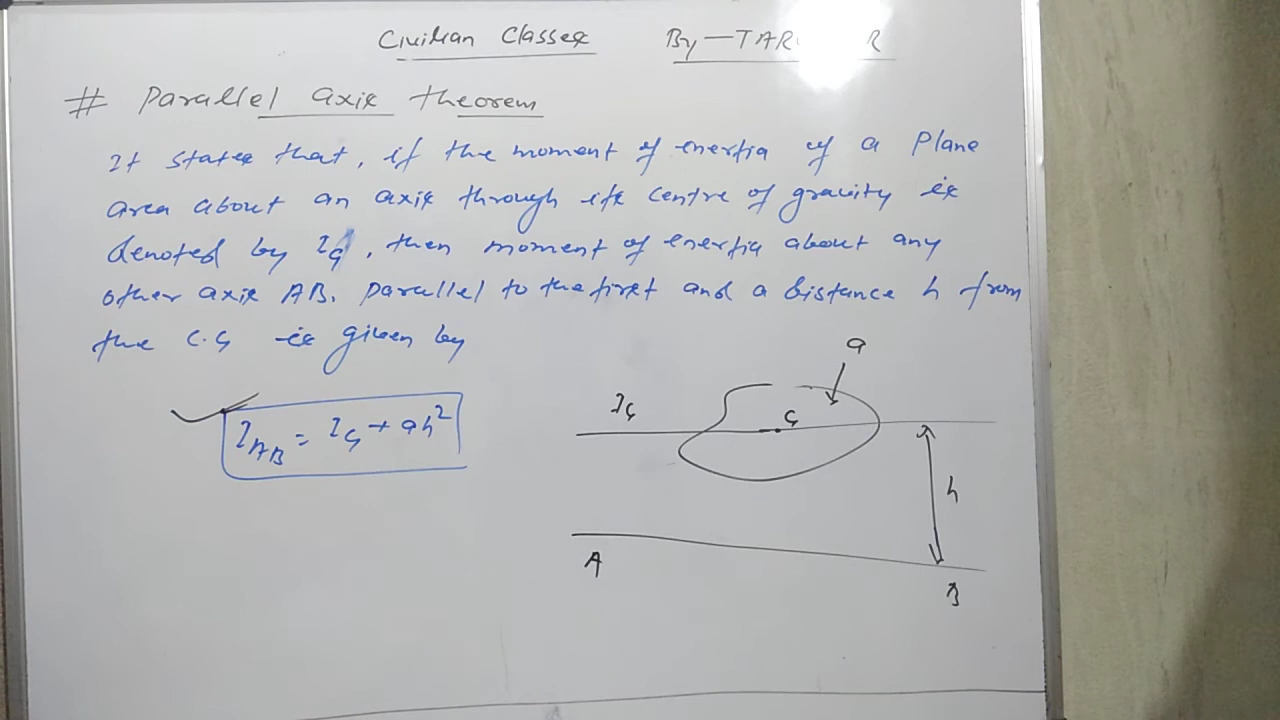 Civilian Classes By - TAR R
# Parallel axis theorem
It states that, if the moment of inertia of a Plane
area about an axis through its centre of gravity is
denoted by IG, then moment of inertia about any
other axis AB, parallel to the first and a distance h from
the C.G is given by
a
IG
G
IAB = IG + ah²
h
A
B